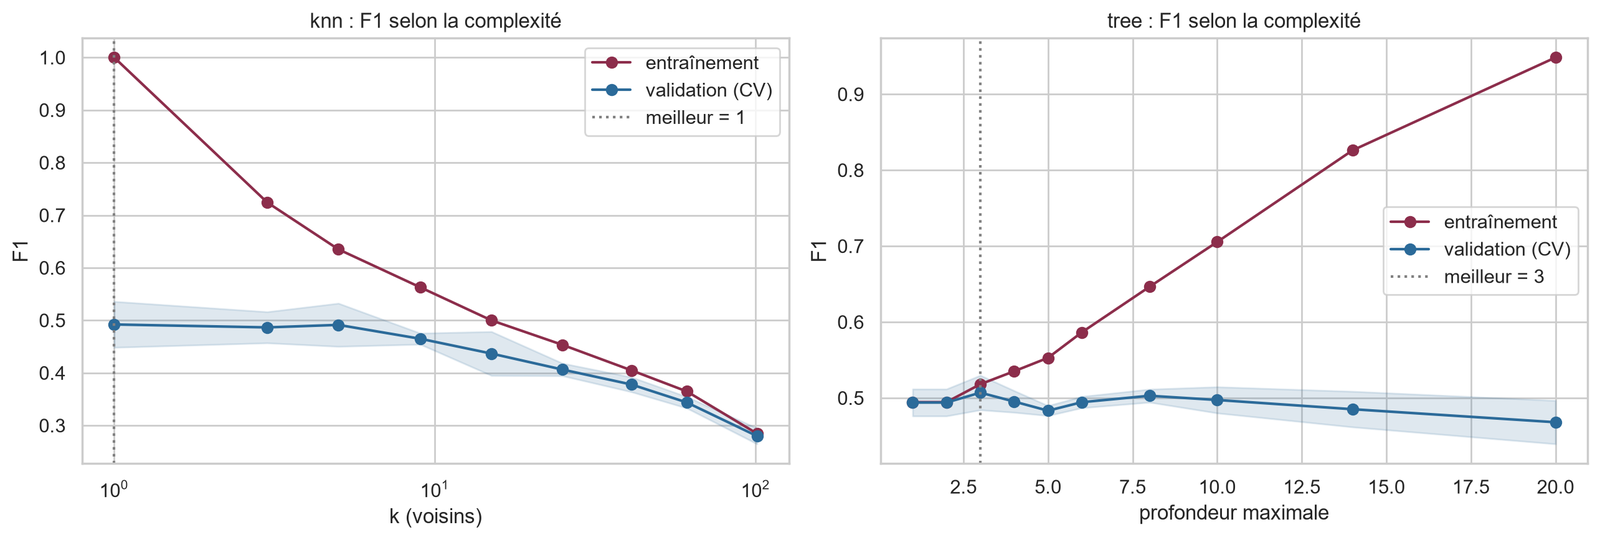 knn : F1 selon la complexité
F1
1.0
0.9
0.8
0.7
0.6
0.5
0.4
0.3
entraînement
validation (CV)
meilleur = 1
10⁰
10¹
10²
k (voisins)
tree : F1 selon la complexité
F1
0.9
0.8
0.7
0.6
0.5
entraînement
validation (CV)
meilleur = 3
2.5
5.0
7.5
10.0
12.5
15.0
17.5
20.0
profondeur maximale